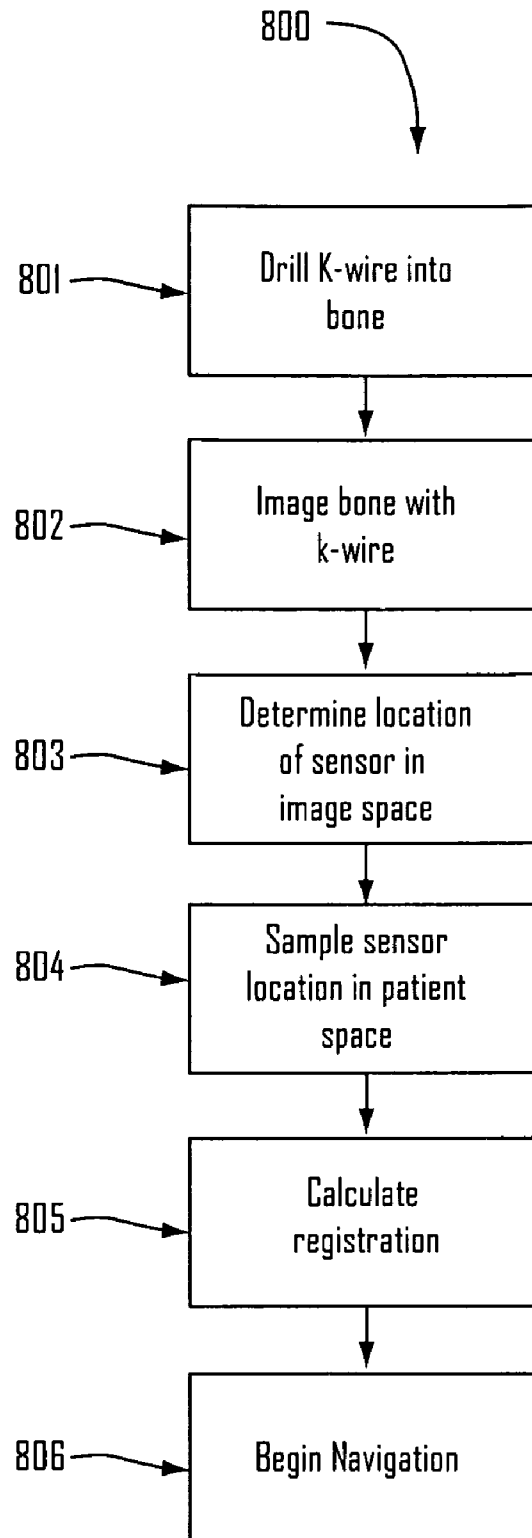 800
801
Drill K-wire into
bone
802
Image bone with
k-wire
803
Determine location
of sensor in
image space
804
Sample sensor
location in patient
space
805
Calculate
registration
806
Begin Navigation